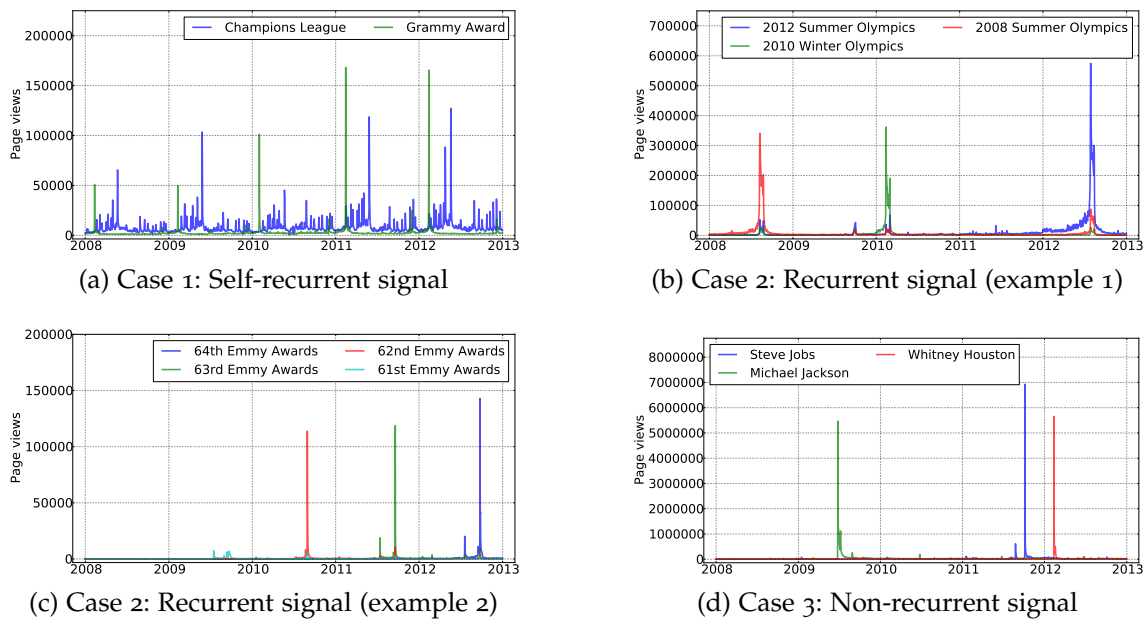 Champions League Grammy Award
200000
150000
100000
50000
0
Page views
2008 2009 2010 2011 2012 2013
(a) Case 1: Self-recurrent signal
2012 Summer Olympics 2008 Summer Olympics
2010 Winter Olympics
700000
600000
500000
400000
300000
200000
100000
0
Page views
2008 2009 2010 2011 2012 2013
(b) Case 2: Recurrent signal (example 1)
64th Emmy Awards 62nd Emmy Awards
63rd Emmy Awards 61st Emmy Awards
200000
150000
100000
50000
0
Page views
2008 2009 2010 2011 2012 2013
(c) Case 2: Recurrent signal (example 2)
Steve Jobs Whitney Houston
Michael Jackson
8000000
7000000
6000000
5000000
4000000
3000000
2000000
1000000
0
Page views
2008 2009 2010 2011 2012 2013
(d) Case 3: Non-recurrent signal